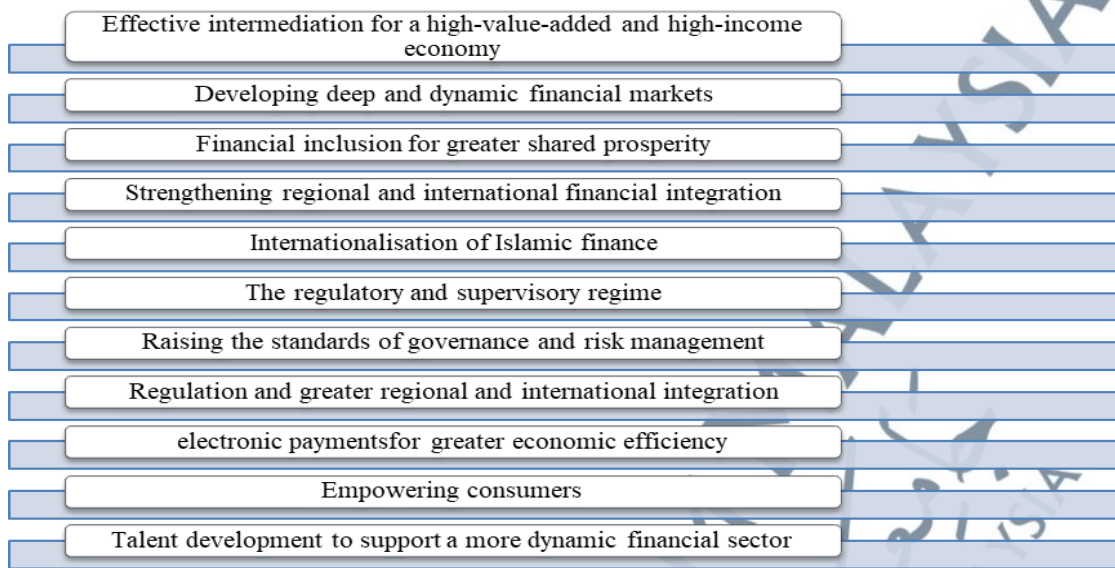 Effective intermediation for a high-value-added and high-income
economy
Developing deep and dynamic financial markets
Financial inclusion for greater shared prosperity
Strengthening regional and international financial integration
Internationalisation of Islamic finance
The regulatory and supervisory regime
Raising the standards of governance and risk management
Regulation and greater regional and international integration
electronic paymentsfor greater economic efficiency
Empowering consumers
Talent development to support a more dynamic financial sector
MALAYSIA